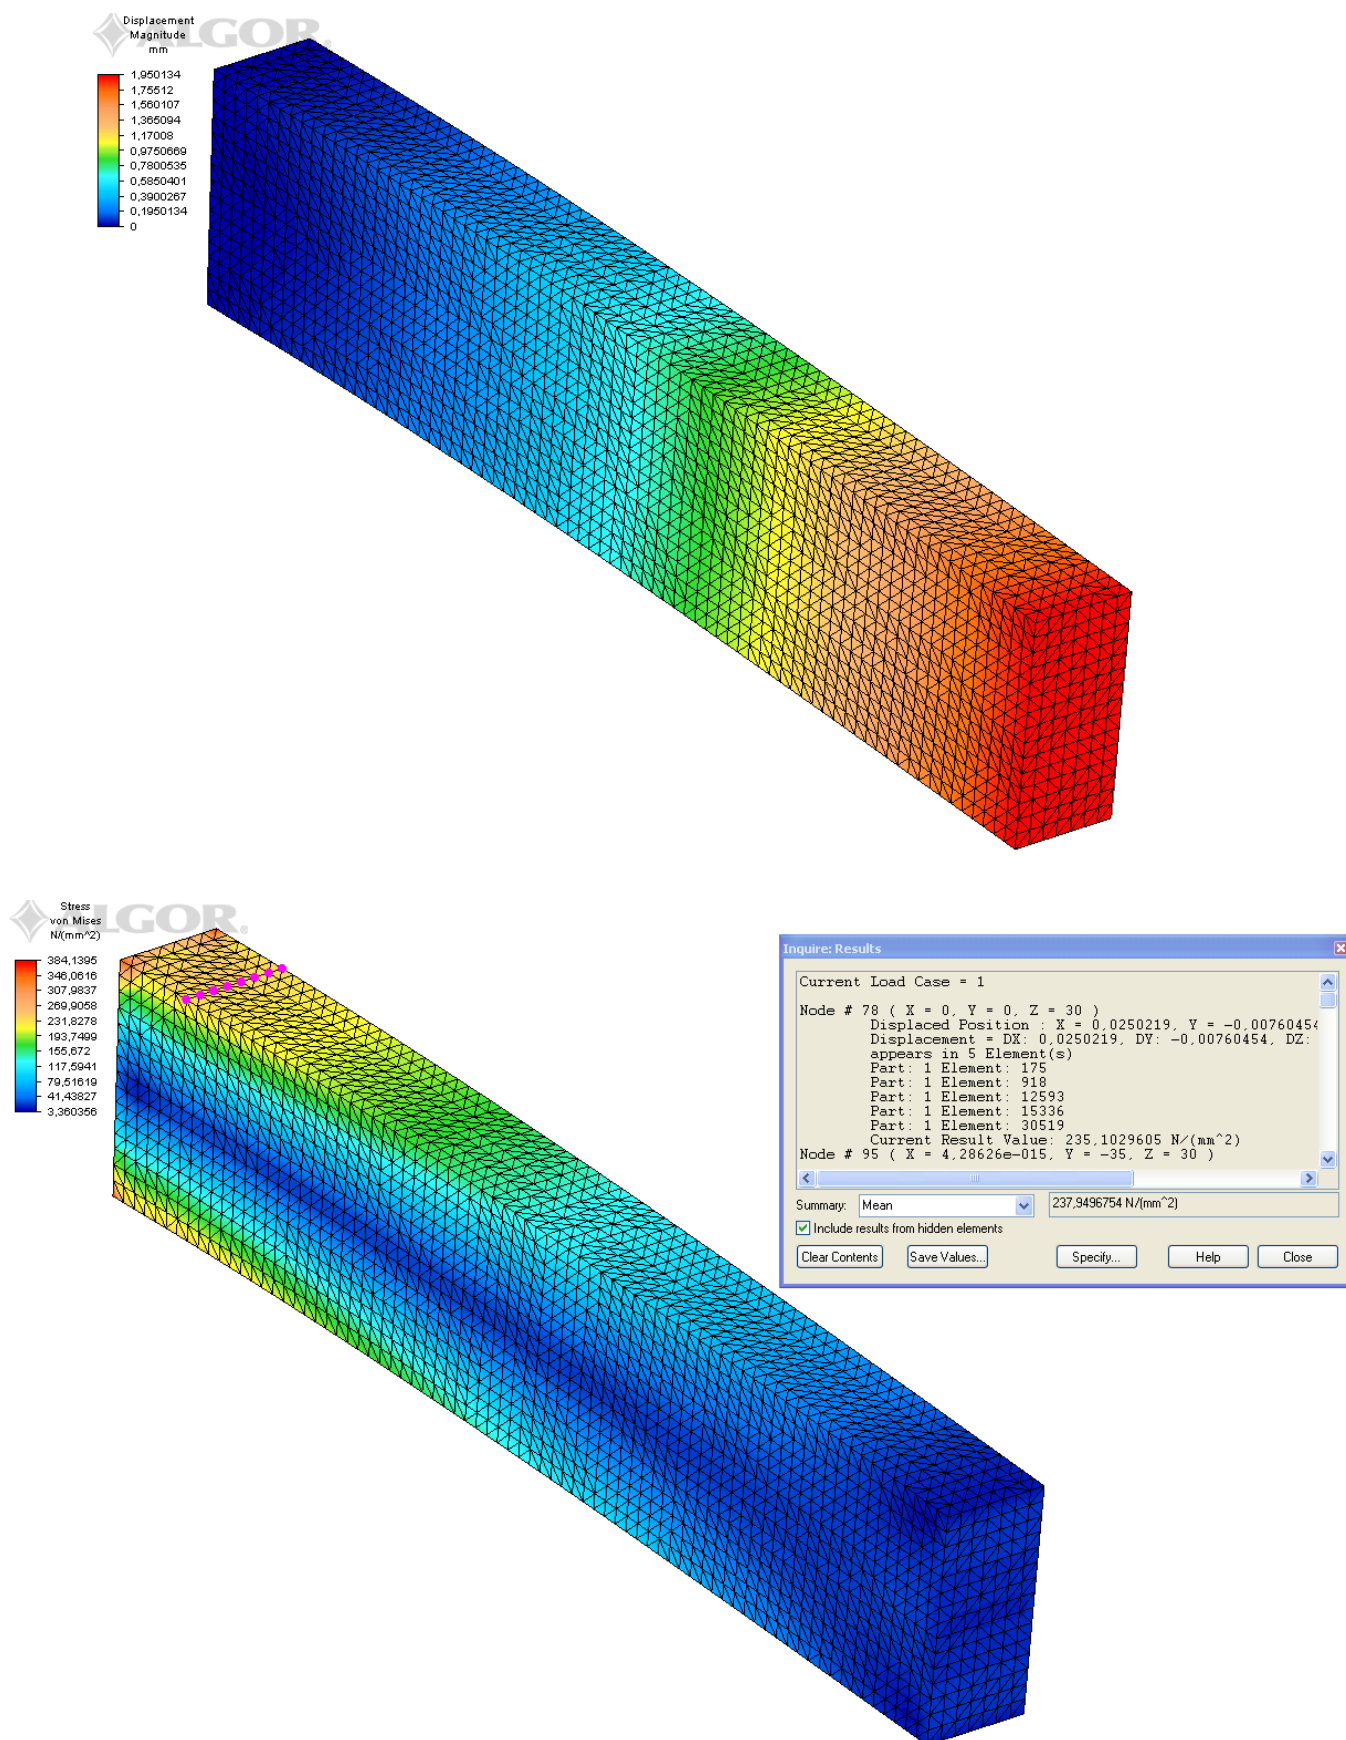 ALGOR.
Displacement
Magnitude
mm
1,950134
1,75512
1,560107
1,365094
1,17008
0,9750669
0,7800535
0,5850401
0,3900267
0,1950134
0
ALGOR.
Stress
von Mises
N/(mm^2)
384,1395
346,0616
307,9837
269,9058
231,8278
193,7499
155,672
117,5941
79,51619
41,43827
3,360356
Inquire: Results
Current Load Case = 1
Node # 78 ( X = 0, Y = 0, Z = 30 )
Displaced Position : X = 0,0250219, Y = -0,00760454
Displacement = DX: 0,0250219, DY: -0,00760454, DZ:
appears in 5 Element(s)
Part: 1 Element: 175
Part: 1 Element: 918
Part: 1 Element: 12593
Part: 1 Element: 15336
Part: 1 Element: 30519
Current Result Value: 235,1029605 N/(mm^2)
Node # 95 ( X = 4,28626e-015, Y = -35, Z = 30 )
Summary: Mean 237,9496754 N/(mm^2)
Include results from hidden elements
Clear Contents Save Values... Specify... Help Close